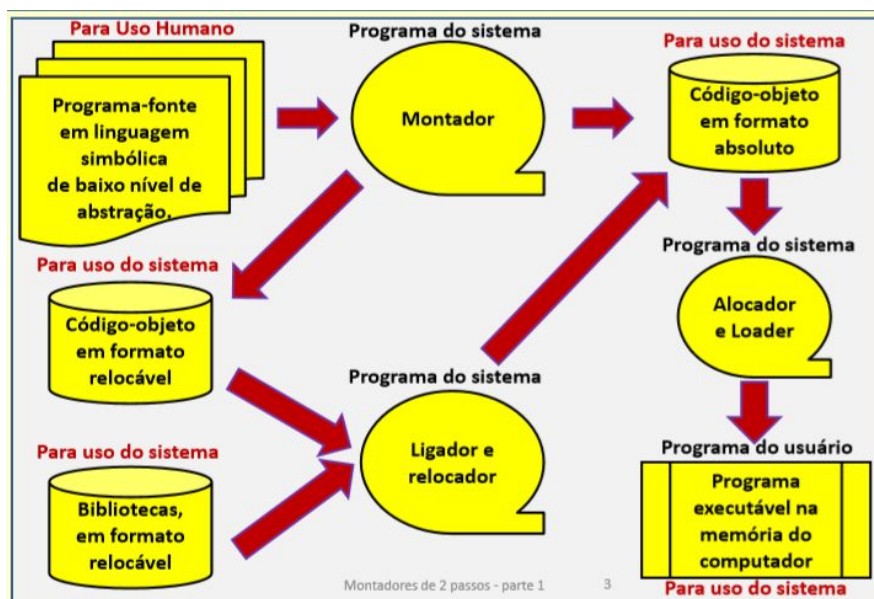 Para Uso Humano
Programa-fonte
em linguagem
simbólica
de baixo nível de
abstração.
Programa do sistema
Montador
Para uso do sistema
Código-objeto
em formato
absoluto
Para uso do sistema
Código-objeto
em formato
relocável
Programa do sistema
Alocador
e Loader
Para uso do sistema
Bibliotecas,
em formato
relocável
Programa do sistema
Ligador e
relocador
Programa do usuário
Programa
executável na
memória do
computador
Para uso do sistema
Montadores de 2 passos - parte 1
3